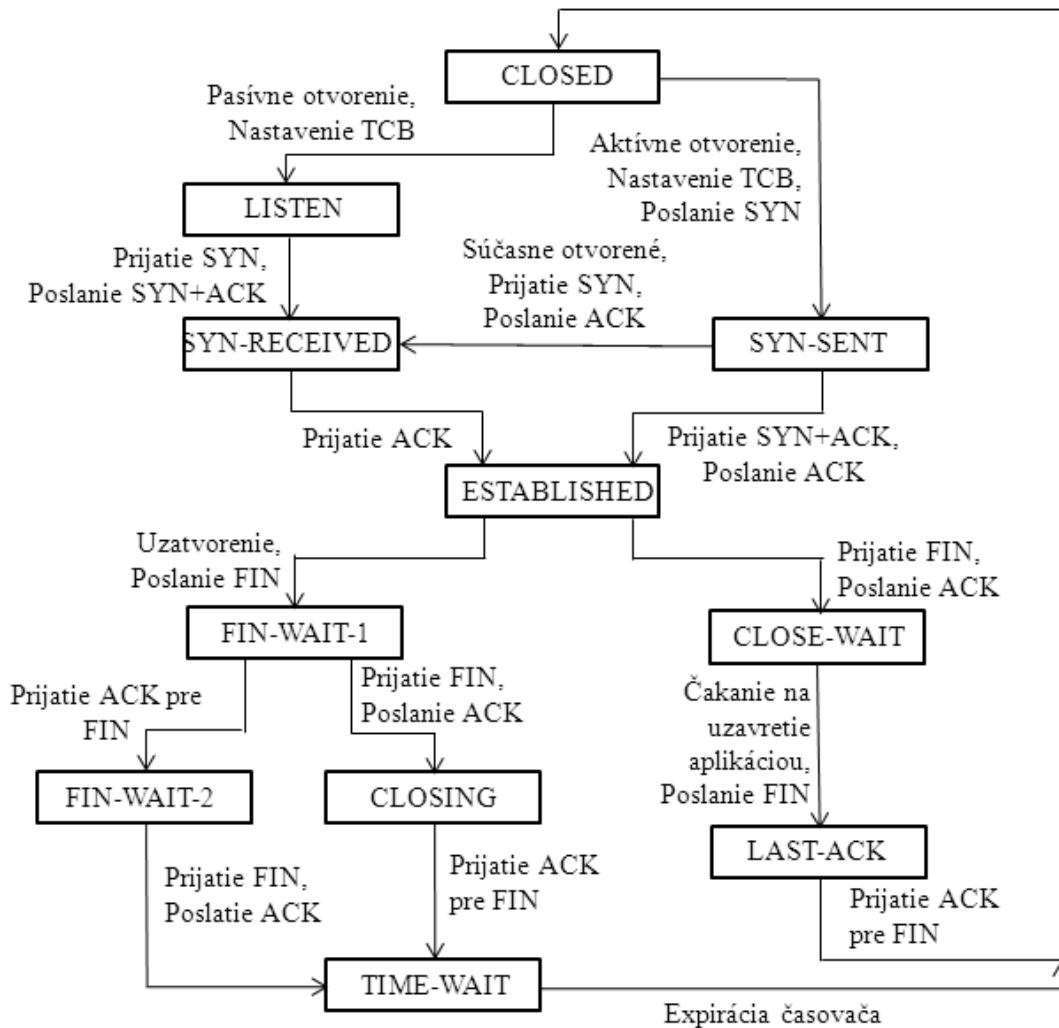 CLOSED
Pasívne otvorenie,
Nastavenie TCB
Aktívne otvorenie,
Nastavenie TCB,
Poslanie SYN
LISTEN
Prijatie SYN,
Poslanie SYN+ACK
Súčasne otvorené,
Prijatie SYN,
Poslanie ACK
SYN-RECEIVED
SYN-SENT
Prijatie ACK
Prijatie SYN+ACK,
Poslanie ACK
ESTABLISHED
Uzatvorenie,
Poslanie FIN
Prijatie FIN,
Poslanie ACK
FIN-WAIT-1
CLOSE-WAIT
Prijatie ACK pre
FIN
Prijatie FIN,
Poslanie ACK
Čakanie na
uzavretie
aplikáciou,
Poslanie FIN
FIN-WAIT-2
CLOSING
LAST-ACK
Prijatie FIN,
Poslatie ACK
Prijatie ACK
pre FIN
Prijatie ACK
pre FIN
TIME-WAIT
Expirácia časovača